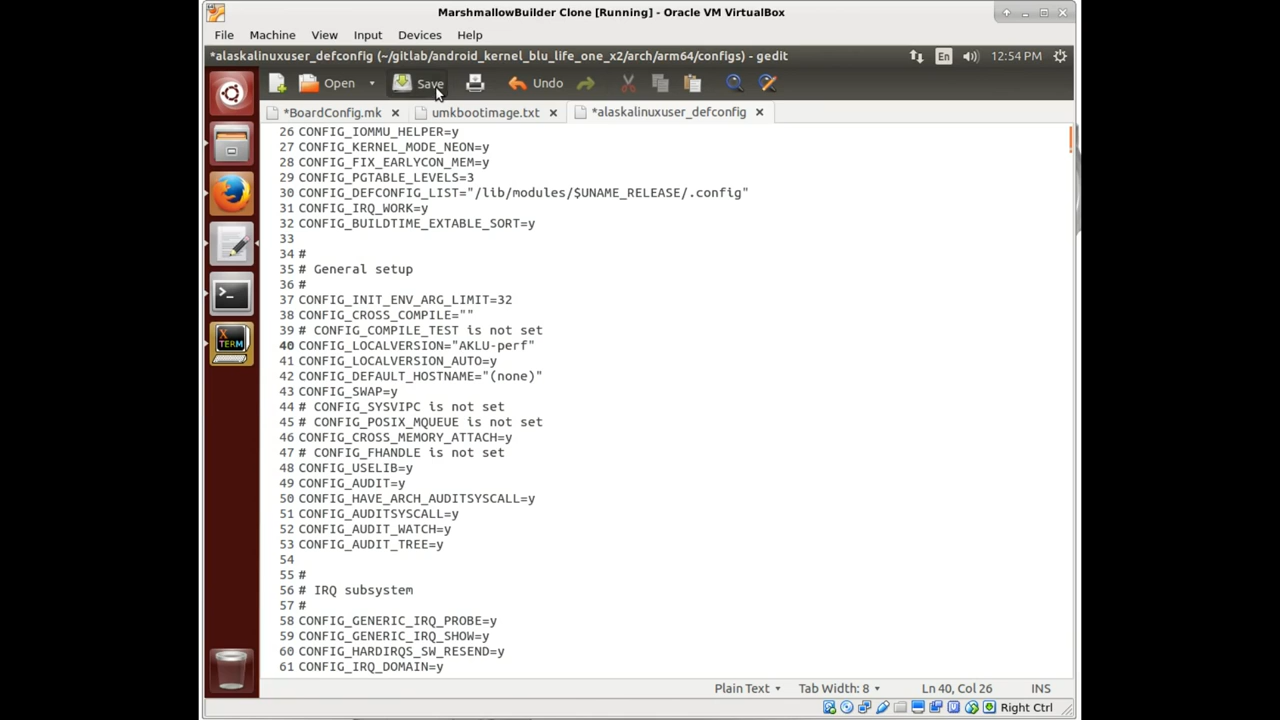 MarshmallowBuilder Clone [Running] - Oracle VM VirtualBox
File Machine View Input Devices Help
*alaskalinuxuser_defconfig (~/gitlab/android_kernel_blu_life_one_x2/arch/arm64/configs) - gedit En 12:54 PM
Open Save Undo
*BoardConfig.mk umkbootimage.txt *alaskalinuxuser_defconfig
26 CONFIG_IOMMU_HELPER=y
27 CONFIG_KERNEL_MODE_NEON=y
28 CONFIG_FIX_EARLYCON_MEM=y
29 CONFIG_PGTABLE_LEVELS=3
30 CONFIG_DEFCONFIG_LIST="/lib/modules/$UNAME_RELEASE/.config"
31 CONFIG_IRQ_WORK=y
32 CONFIG_BUILDTIME_EXTABLE_SORT=y
33
34 #
35 # General setup
36 #
37 CONFIG_INIT_ENV_ARG_LIMIT=32
38 CONFIG_CROSS_COMPILE=""
39 # CONFIG_COMPILE_TEST is not set
40 CONFIG_LOCALVERSION="AKLU-perf"
41 CONFIG_LOCALVERSION_AUTO=y
42 CONFIG_DEFAULT_HOSTNAME="(none)"
43 CONFIG_SWAP=y
44 # CONFIG_SYSVIPC is not set
45 # CONFIG_POSIX_MQUEUE is not set
46 CONFIG_CROSS_MEMORY_ATTACH=y
47 # CONFIG_FHANDLE is not set
48 CONFIG_USELIB=y
49 CONFIG_AUDIT=y
50 CONFIG_HAVE_ARCH_AUDITSYSCALL=y
51 CONFIG_AUDITSYSCALL=y
52 CONFIG_AUDIT_WATCH=y
53 CONFIG_AUDIT_TREE=y
54
55 #
56 # IRQ subsystem
57 #
58 CONFIG_GENERIC_IRQ_PROBE=y
59 CONFIG_GENERIC_IRQ_SHOW=y
60 CONFIG_HARDIRQS_SW_RESEND=y
61 CONFIG_IRQ_DOMAIN=y
X
TERM
Plain Text Tab Width: 8 Ln 40, Col 26 INS
Right Ctrl